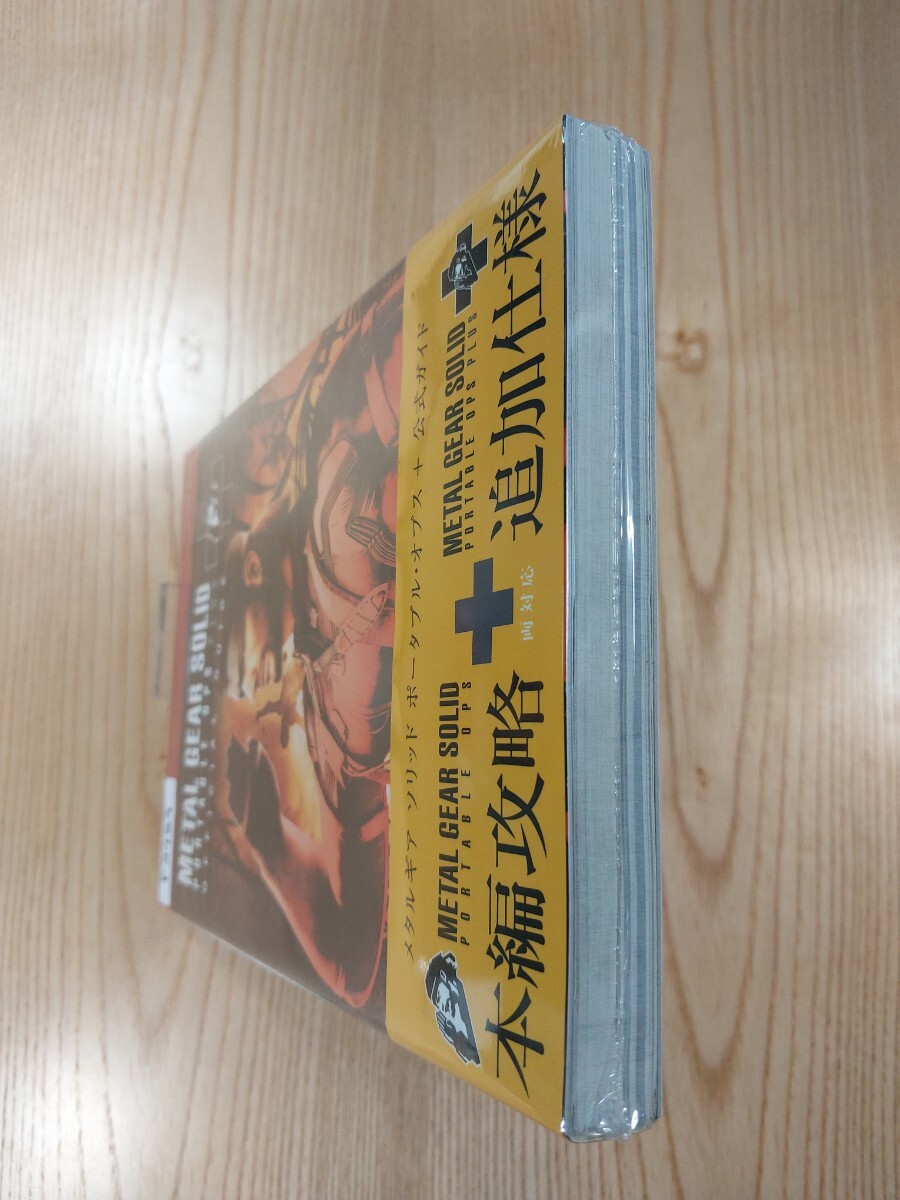 METAL GEAR SOLID
メタルギア ソリッド ポータブル・オプス + 公式ガイド
METAL GEAR SOLID
PORTABLE OPS
METAL GEAR SOLID
PORTABLE OPS PLUS
本編攻略+追加仕様
両対応